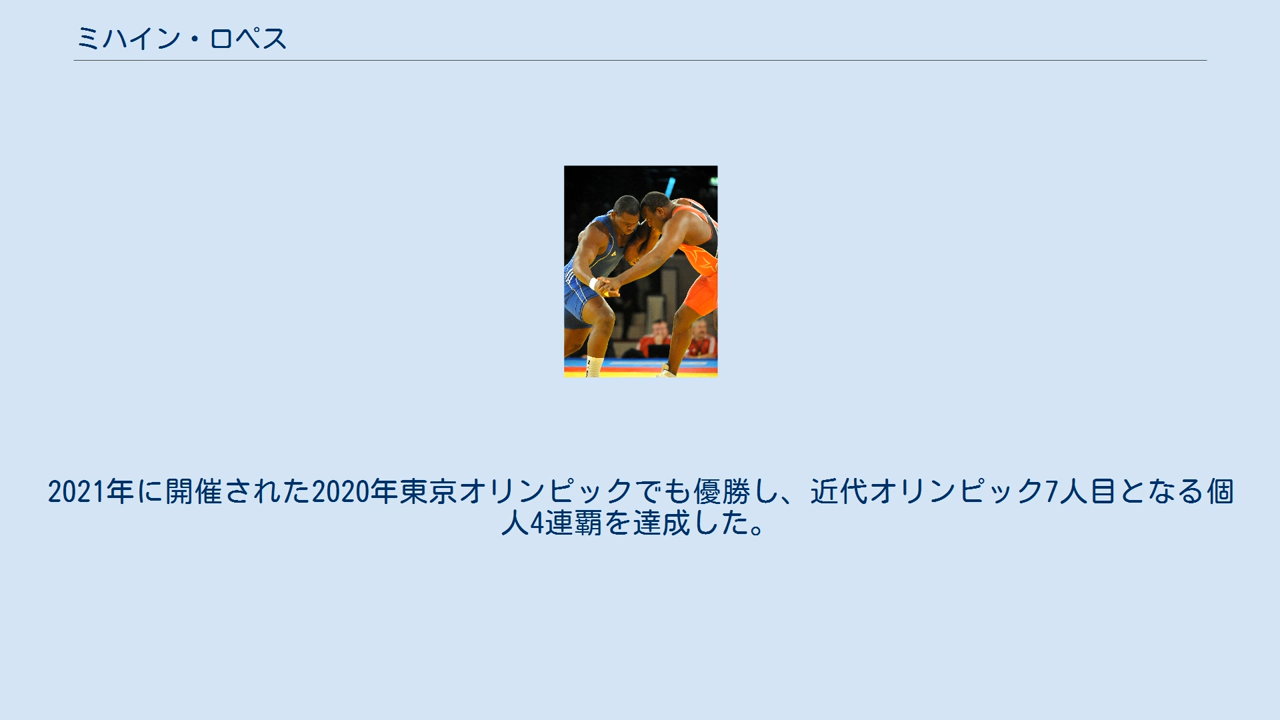 ミハイン・ロペス
2021年に開催された2020年東京オリンピックでも優勝し、近代オリンピック7人目となる個
人4連覇を達成した。